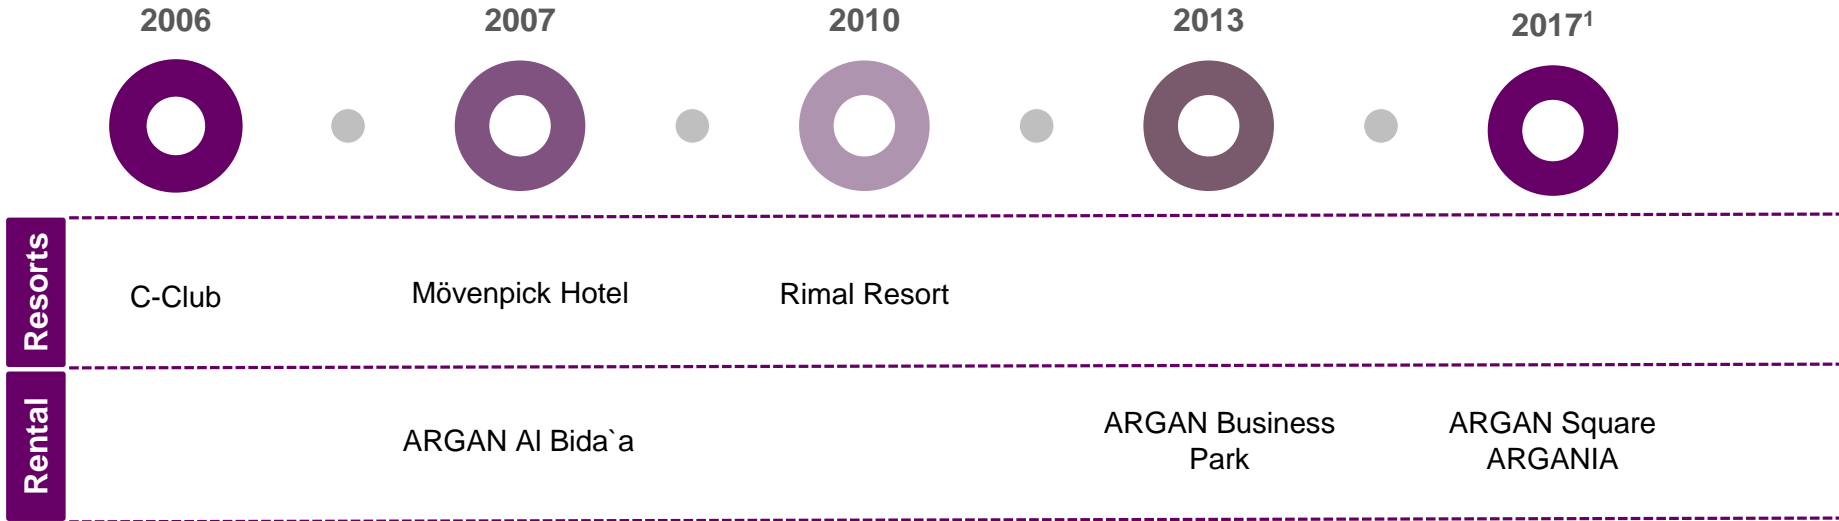 2006
2007
2010
2013
2017¹
Resorts
C-Club
Mövenpick Hotel
Rimal Resort
Rental
ARGAN Al Bida`a
ARGAN Business
Park
ARGAN Square
ARGANIA